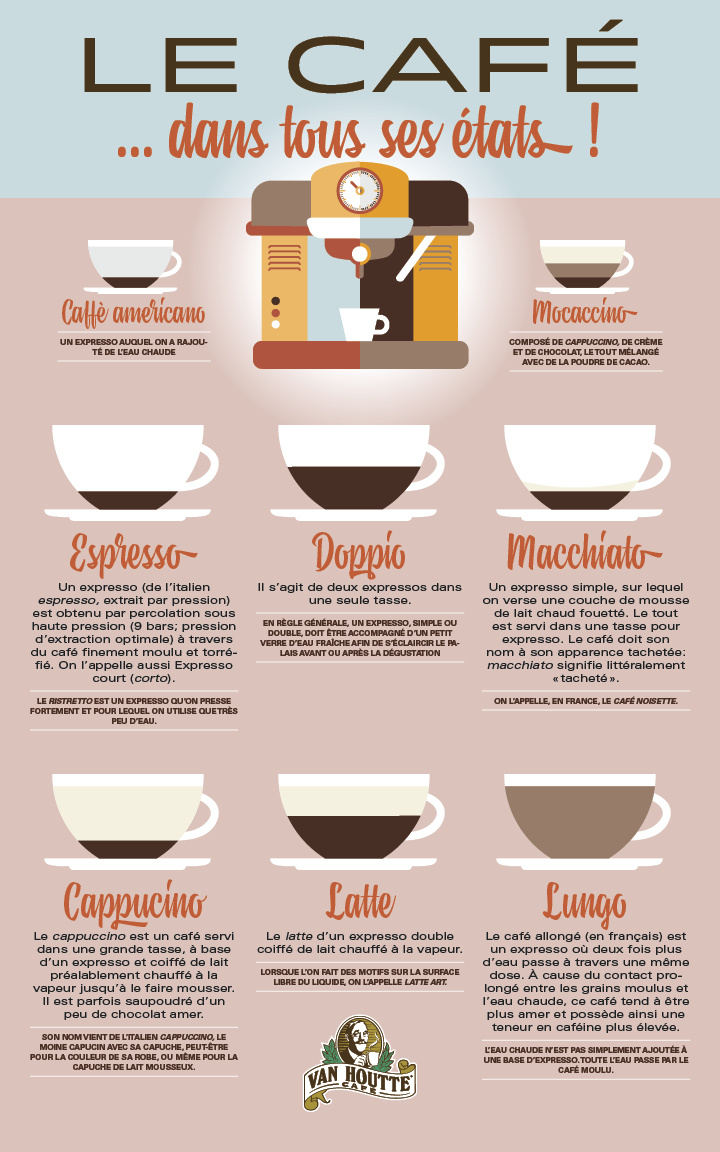 LE CAFÉ
... dans tous ses états !
Caffè americano
UN EXPRESSO AUQUEL ON A RAJOU-
TÉ DE L'EAU CHAUDE
Mocaccino
COMPOSÉ DE CAPPUCCINO, DE CRÈME
ET DE CHOCOLAT, LE TOUT MÉLANGÉ
AVEC DE LA POUDRE DE CACAO.
Espresso
Un expresso (de l'italien
espresso, extrait par pression)
est obtenu par percolation sous
haute pression (9 bars; pression
d'extraction optimale) à travers
du café finement moulu et torré-
fié. On l'appelle aussi Expresso
court (corto).
LE RISTRETTO EST UN EXPRESSO QU'ON PRESSE
FORTEMENT ET POUR LEQUEL ON UTILISE QUE TRÈS
PEU D'EAU.
Doppio
Il s'agit de deux expressos dans
une seule tasse.
EN RÈGLE GÉNÉRALE, UN EXPRESSO, SIMPLE OU
DOUBLE, DOIT ÊTRE ACCOMPAGNÉ D'UN PETIT
VERRE D'EAU FRAÎCHE AFIN DE S'ÉCLAIRCIR LE PA-
LAIS AVANT OU APRÈS LA DÉGUSTATION
Macchiato
Un expresso simple, sur lequel
on verse une couche de mousse
de lait chaud fouetté. Le tout
est servi dans une tasse pour
expresso. Le café doit son
nom à son apparence tachetée:
macchiato signifie littéralement
«tacheté».
ON L'APPELLE, EN FRANCE, LE CAFÉ NOISETTE.
Cappucino
Le cappuccino est un café servi
dans une grande tasse, à base
d'un expresso et coiffé de lait
préalablement chauffé à la
vapeur jusqu'à le faire mousser.
Il est parfois saupoudré d'un
peu de chocolat amer.
SON NOM VIENT DE L'ITALIEN CAPPUCCINO, LE
MOINE CAPUCIN AVEC SA CAPUCHE, PEUT-ÊTRE
POUR LA COULEUR DE SA ROBE, OU MÊME POUR LA
CAPUCHE DE LAIT MOUSSEUX.
Latte
Le latte d'un expresso double
coiffé de lait chauffé à la vapeur.
LORSQUE L'ON FAIT DES MOTIFS SUR LA SURFACE
LIBRE DU LIQUIDE, ON L'APPELLE LATTE ART.
Lungo
Le café allongé (en français) est
un expresso où deux fois plus
d'eau passe à travers une même
dose. À cause du contact pro-
longé entre les grains moulus et
l'eau chaude, ce café tend à être
plus amer et possède ainsi une
teneur en caféine plus élevée.
L'EAU CHAUDE N'EST PAS SIMPLEMENT AJOUTÉE À
UNE BASE D'EXPRESSO. TOUTE L'EAU PASSE PAR LE
CAFÉ MOULU.
VAN HOUTTE
CAFÉ